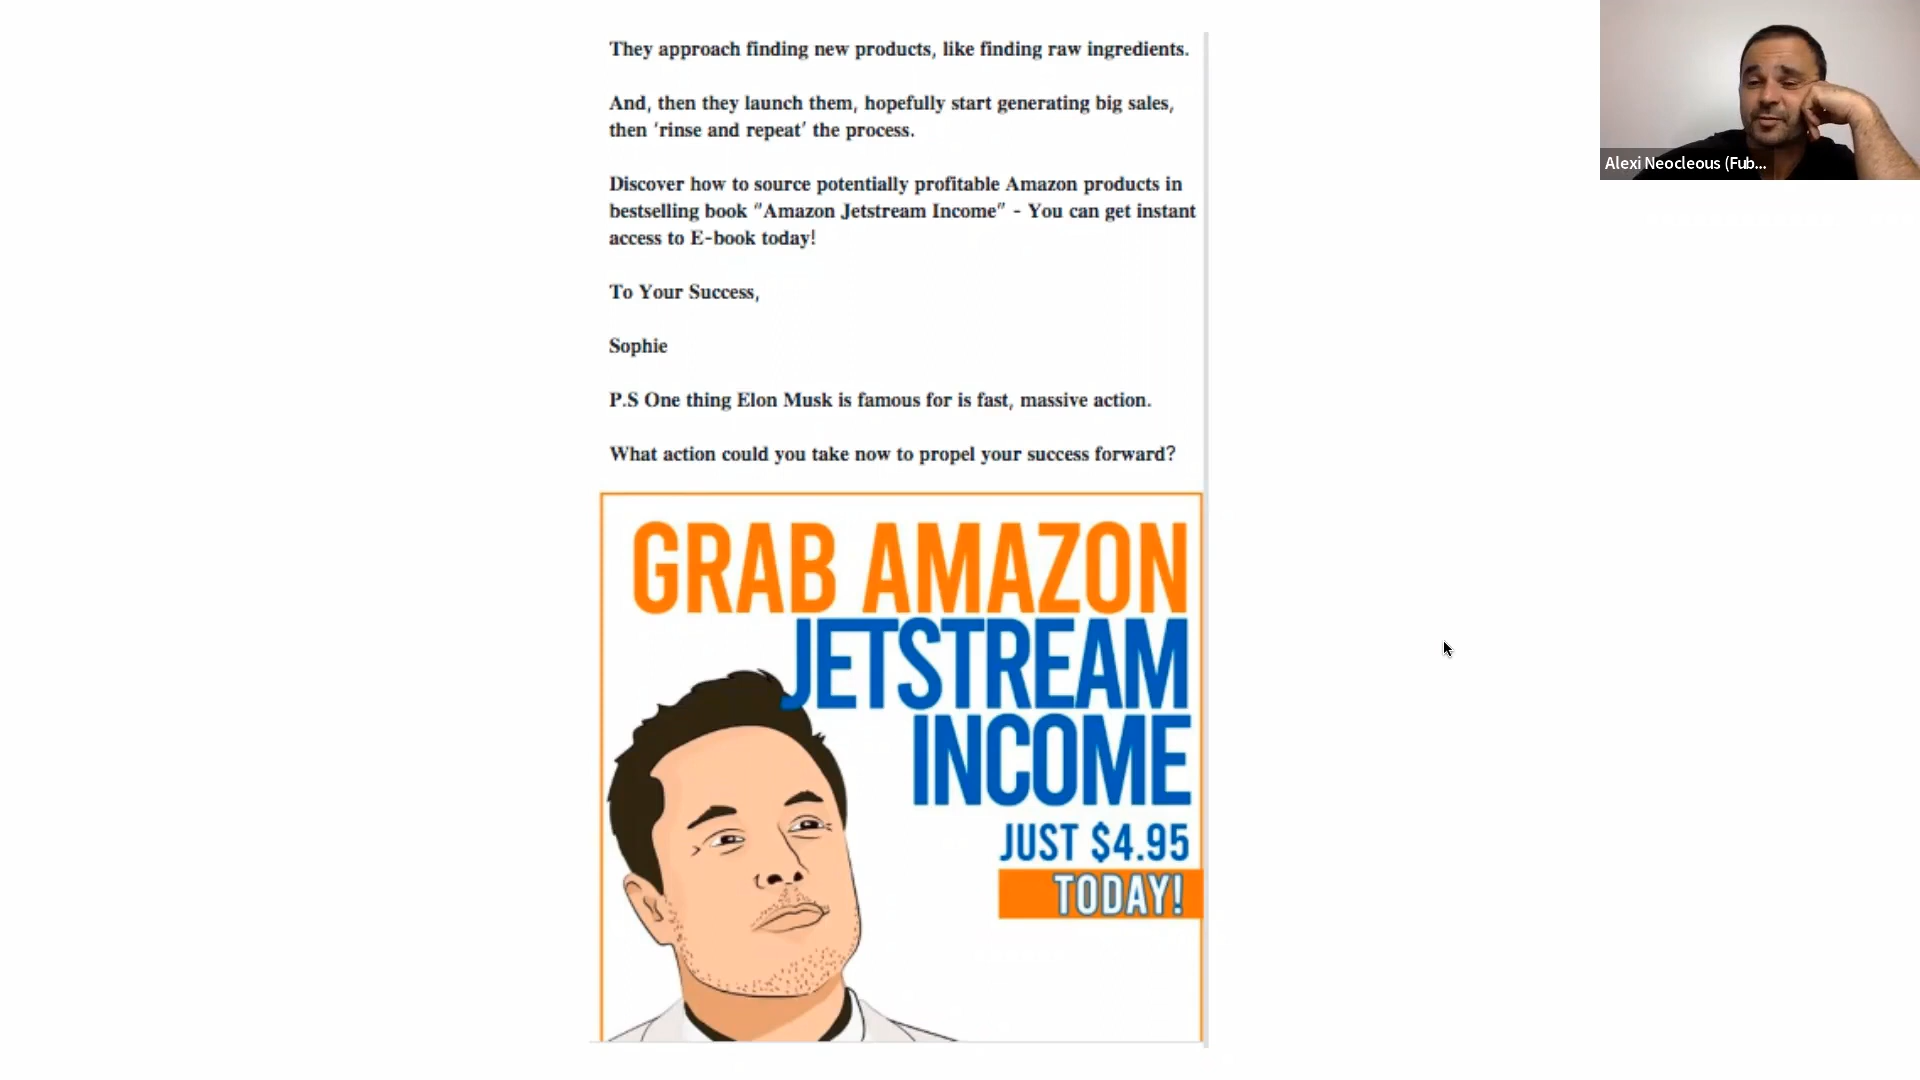 They approach finding new products, like finding raw ingredients.
And, then they launch them, hopefully start generating big sales,
then ‘rinse and repeat’ the process.
Discover how to source potentially profitable Amazon products in
bestselling book "Amazon Jetstream Income" - You can get instant
access to E-book today!
To Your Success,
Sophie
P.S One thing Elon Musk is famous for is fast, massive action.
What action could you take now to propel your success forward?
GRAB AMAZON
JETSTREAM
INCOME
JUST $4.95
TODAY!
Alexi Neocleous (Fub...